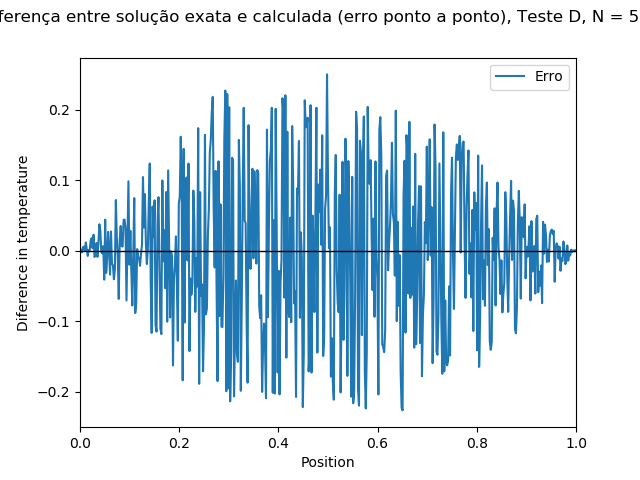 ferença entre solução exata e calculada (erro ponto a ponto), Teste D, N = 5
Erro
Diference in temperature
0.2
0.1
0.0
−0.1
−0.2
0.0 0.2 0.4 0.6 0.8 1.0
Position